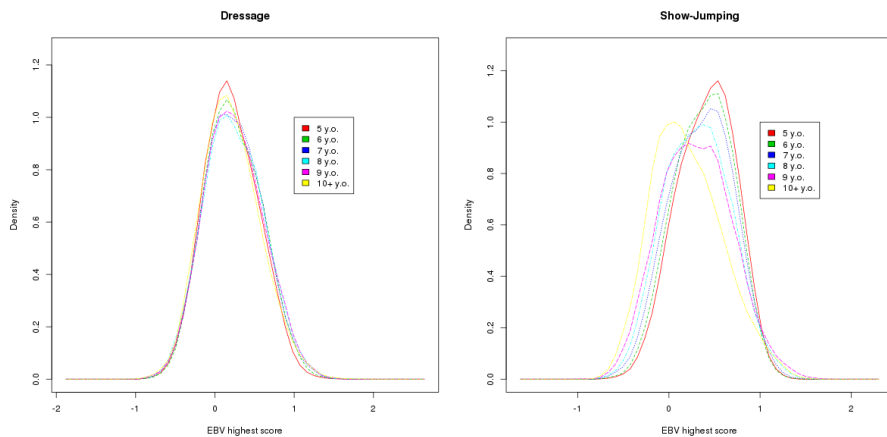 Dressage
Density
0.0
0.2
0.4
0.6
0.8
1.0
1.2
5 y.o.
6 y.o.
7 y.o.
8 y.o.
9 y.o.
10+ y.o.
-2
-1
0
1
2
EBV highest score
Show-Jumping
Density
0.0
0.2
0.4
0.6
0.8
1.0
1.2
5 y.o.
6 y.o.
7 y.o.
8 y.o.
9 y.o.
10+ y.o.
-1
0
1
2
EBV highest score